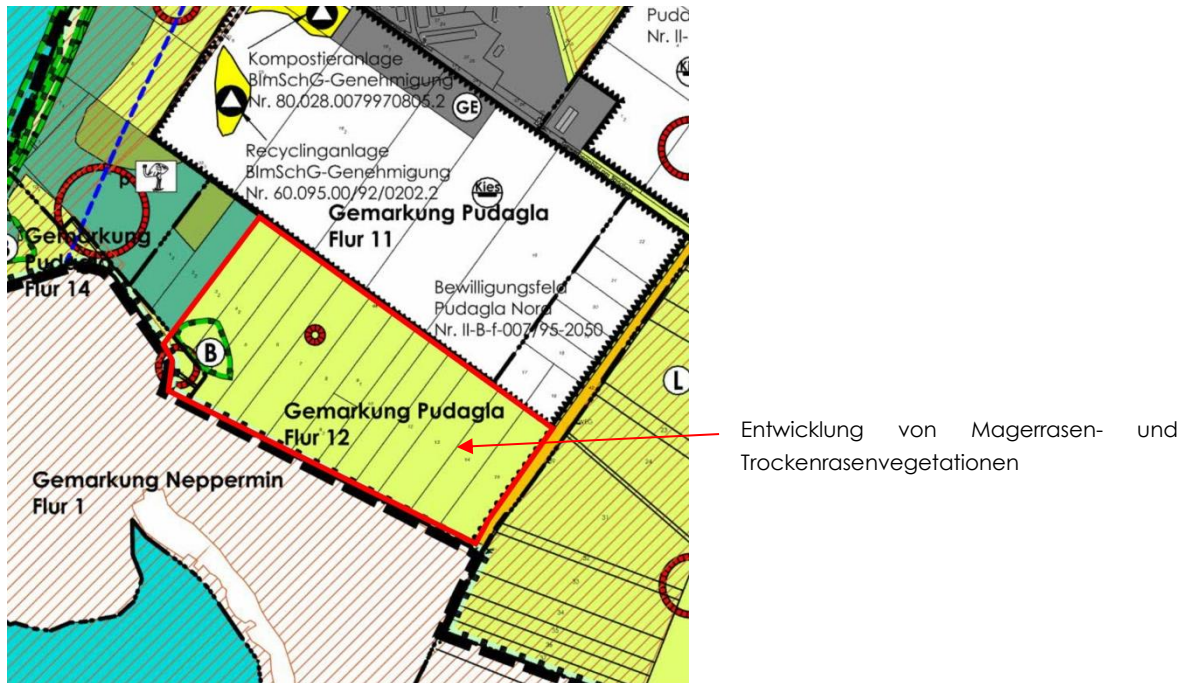 Pudà
Nr. II-
Kompostieranlage
BImSchG-Genehmigung
Nr. 80.028.0079970805.2
GE
Recyclinganlage
BImSchG-Genehmigung
Nr. 60.095.00/92/0202.2
Kies
Gemarkung Pudagla
Flur 11
Gemarkung
Flur 14
Bewilligungsfeld
Pudagla Nord
Nr. II-B-f-007/95-2050
B
L
Gemarkung Pudagla
Flur 12
Entwicklung von Magerrasen- und
Trockenrasenvegetationen
Gemarkung Neppermin
Flur 1